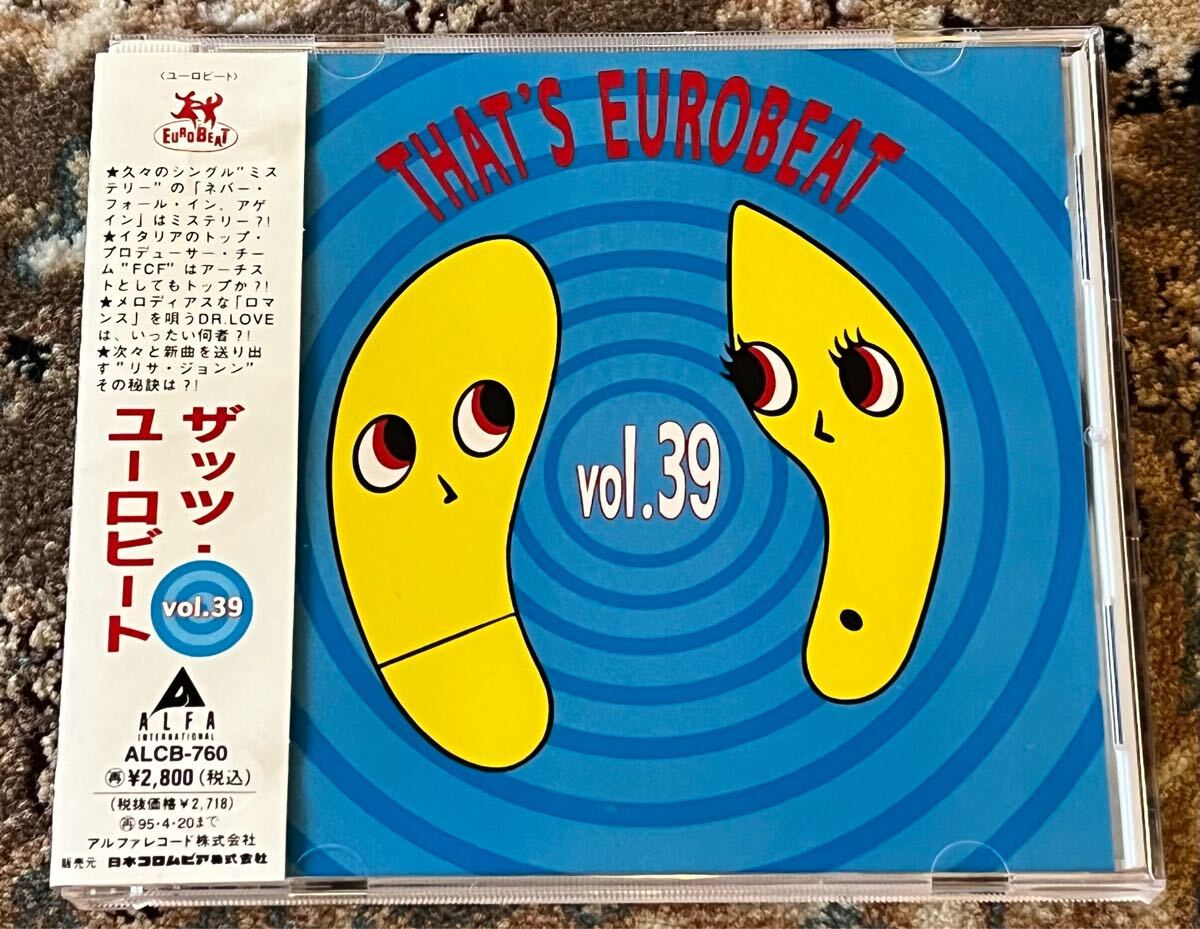 〈ユーロビート〉
EUROBEAT
★久々のシングル"ミス
テリー"の「ネバー・
フォール・イン、アゲ
イン」はミステリー?!
★イタリアのトップ・
プロデューサー・チー
ム"FCF"はアーチス
トとしてもトップか?!
★メロディアスな「ロマ
ンス」を唄うDR.LOVE
は、いったい何者?!
★次々と新曲を送り出
す"リサ・ジョンン"
その秘訣は?!
ザッツ・
ユーロビート
vol.39
ALFA
INTERNATIONAL
ALCB-760
再¥2,800(税込)
(税抜価格¥2,718)
再95・4・20まで
アルファレコード株式会社
販売元 日本コロムビア株式会社
THAT'S EUROBEAT
vol.39